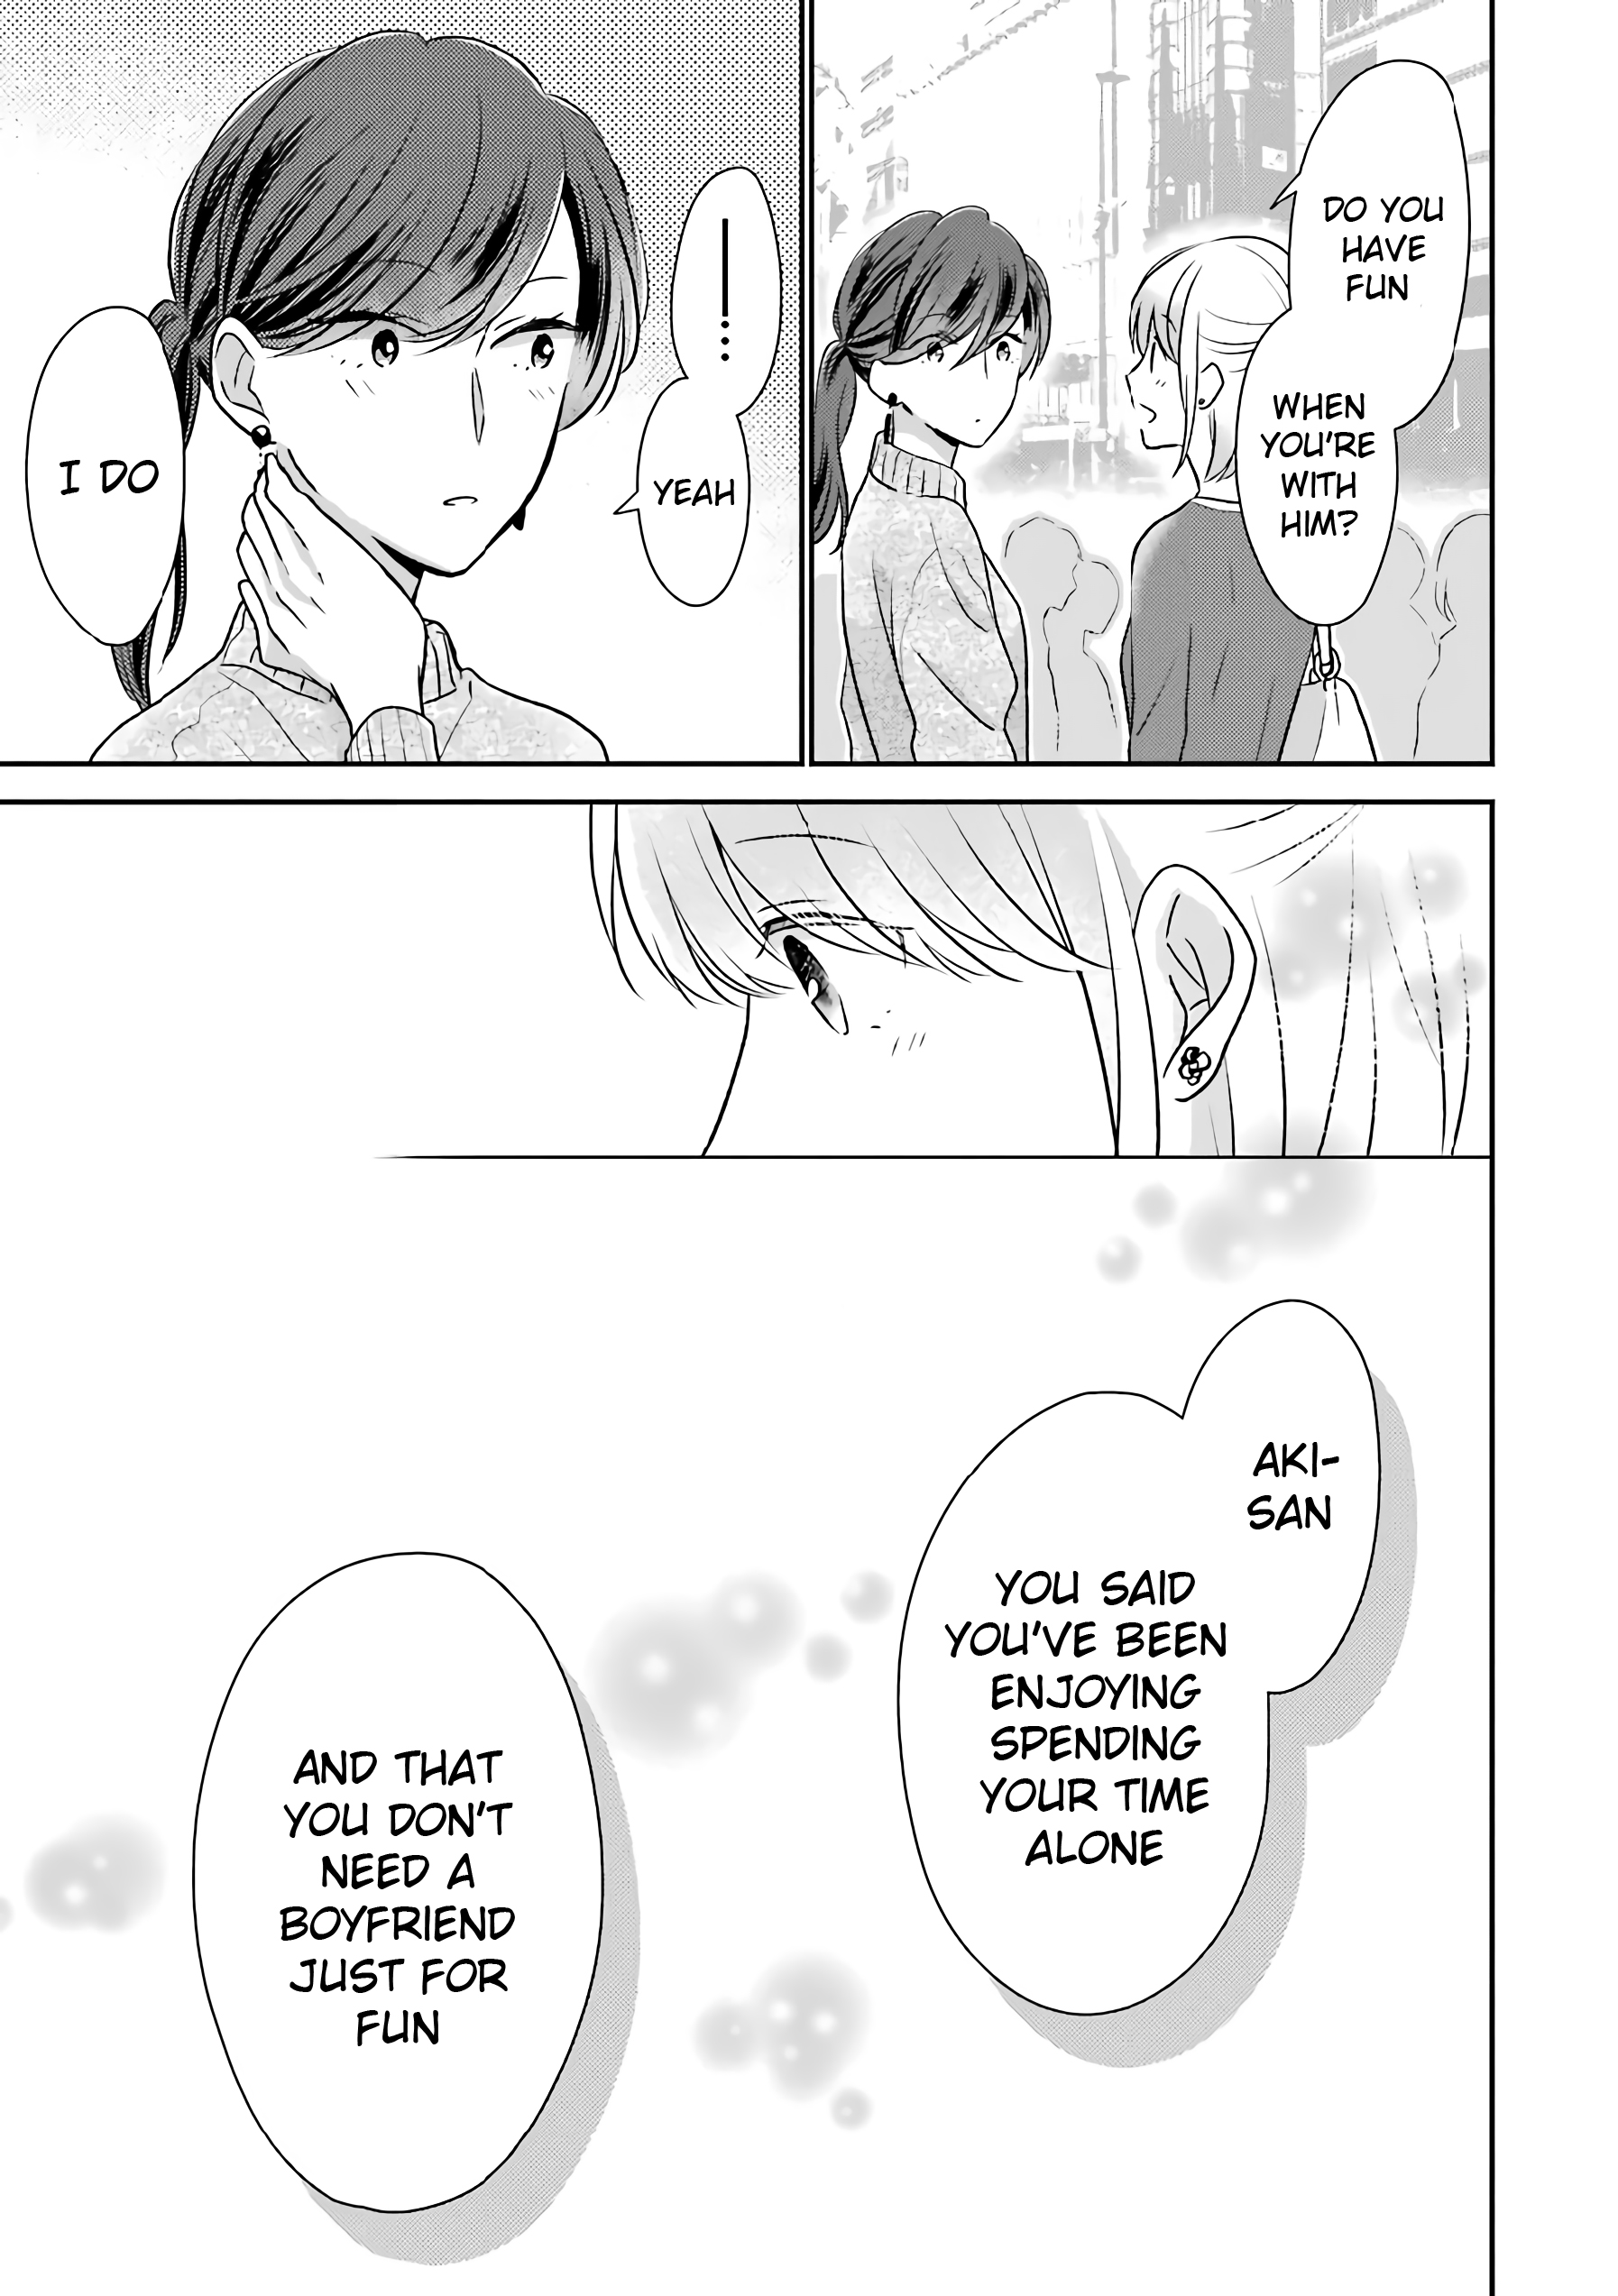 DO YOU
HAVE
FUN
WHEN
YOU'RE
WITH
HIM?
YEAH
I DO
AKI-
SAN
YOU SAID
YOU'VE BEEN
ENJOYING
SPENDING
YOUR TIME
ALONE
AND THAT
YOU DON'T
NEED A
BOYFRIEND
JUST FOR
FUN